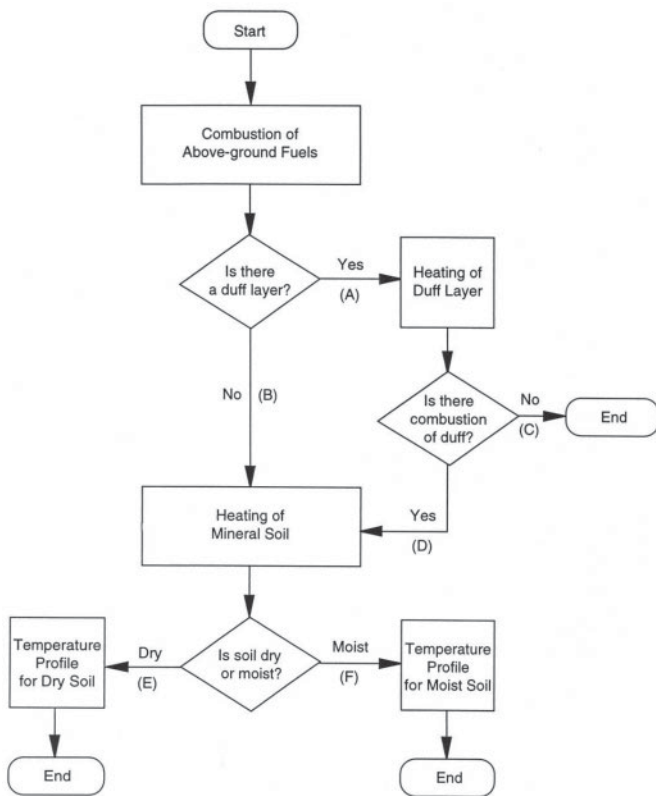 Start
Combustion of
Above-ground Fuels
Is there
a duff layer?
Yes
(A)
Heating of
Duff Layer
No
(B)
Is there
combustion
of duff?
No
(C)
End
Yes
(D)
Heating of
Mineral Soil
Is soil dry
or moist?
Dry
(E)
Temperature
Profile
for Dry Soil
End
Moist
(F)
Temperature
Profile
for Moist Soil
End